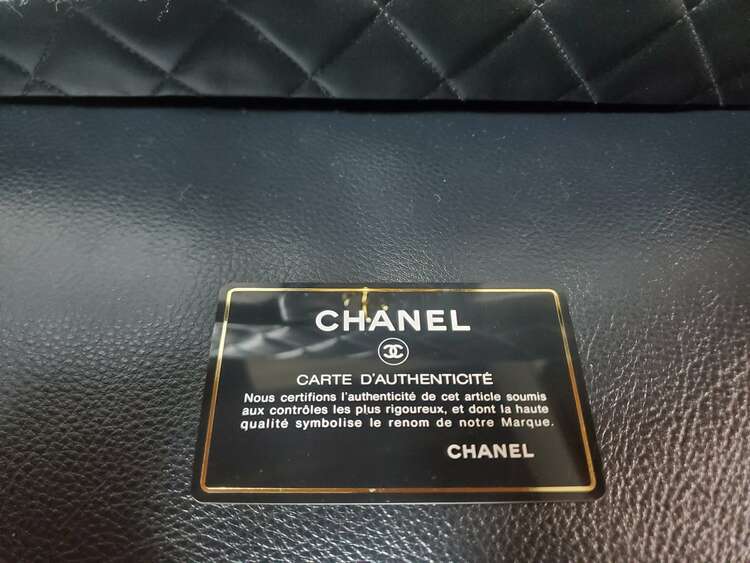 CHANEL
CARTE D'AUTHENTICITÉ
Nous certifions l'authenticité de cet article soumis
aux contrôles les plus rigoureux, et dont la haute
qualité symbolise le renom de notre Marque.
CHANEL